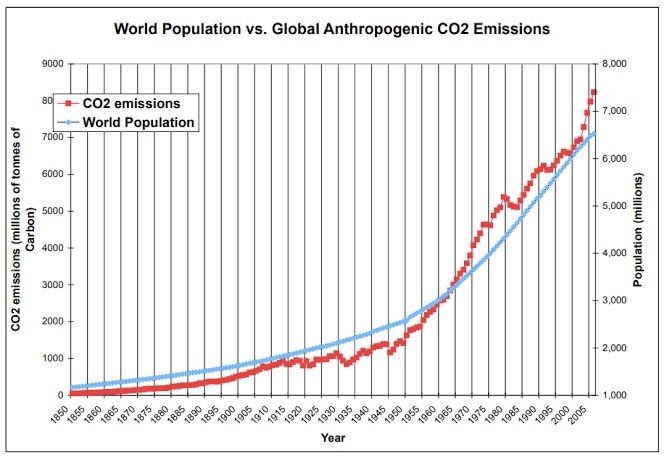 World Population vs. Global Anthropogenic CO2 Emissions
9000
80
7000
6000
5000
4000
3000
2000
1000
0
CO2 emissions (millions of tonnes of
Carbon)
CO2 emissions
World Population
8,000
7,000
6,000
5,000
4,000
3,000
2,000
1,000
Population (millions)
1850 1855 1860 1865 1870 1875 1880 1885 1890 1895 1900 1905 1910 1915 1920 1925 1930 1935 1940 1945 1950 1955 1960 1965 1970 1975 1980 1985 1990 1995 2000 2005
Year